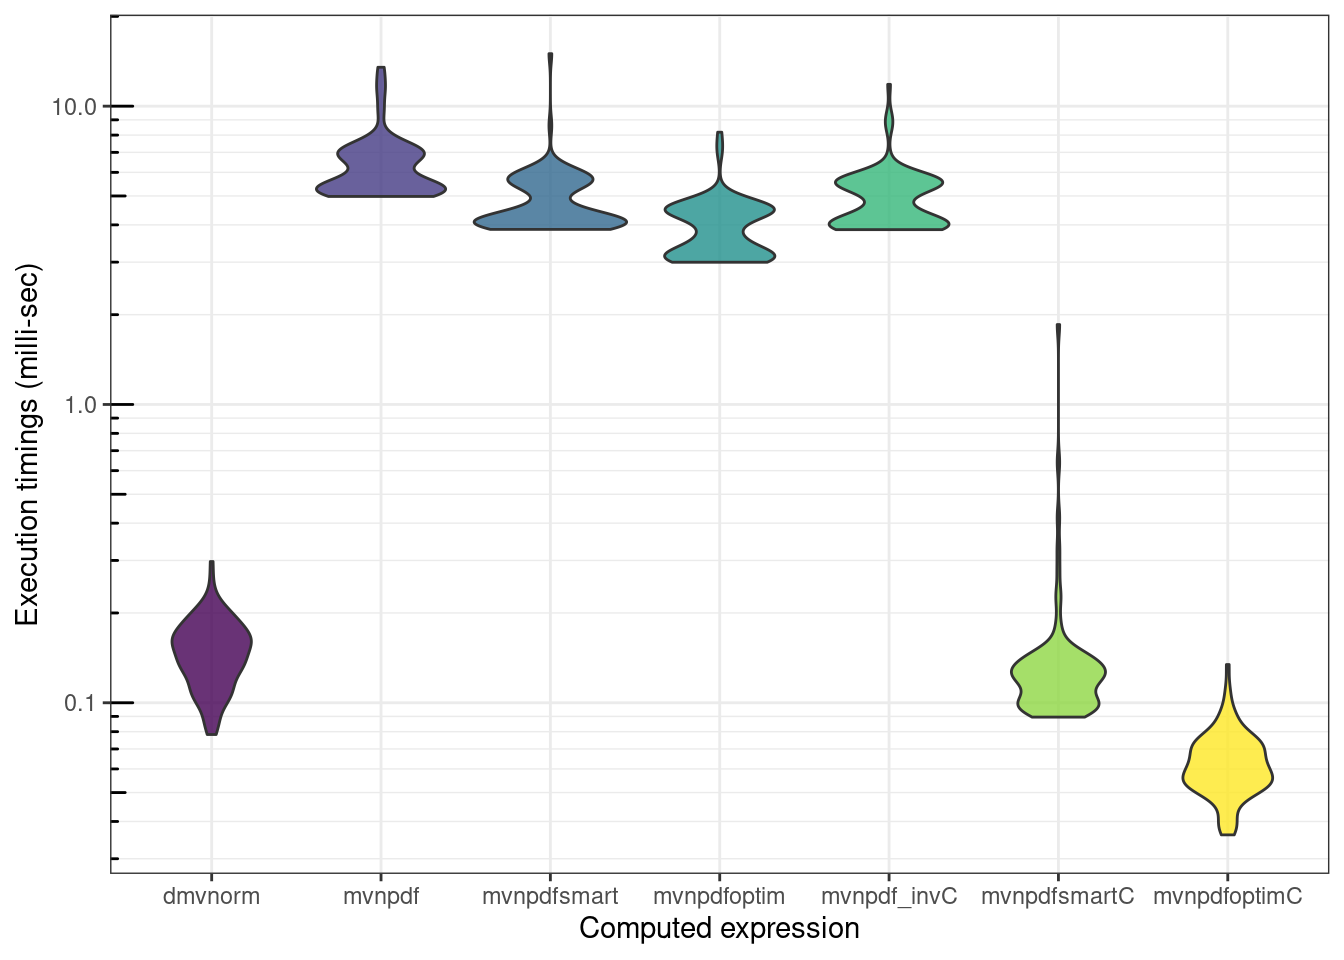 Execution timings (milli-sec)
10.0
1.0
0.1
dmvnorm
mvnpdf
mvnpdfsmart
mvnpdfoptim
mvnpdf_invC
mvnpdfsmartC
mvnpdfoptimC
Computed expression